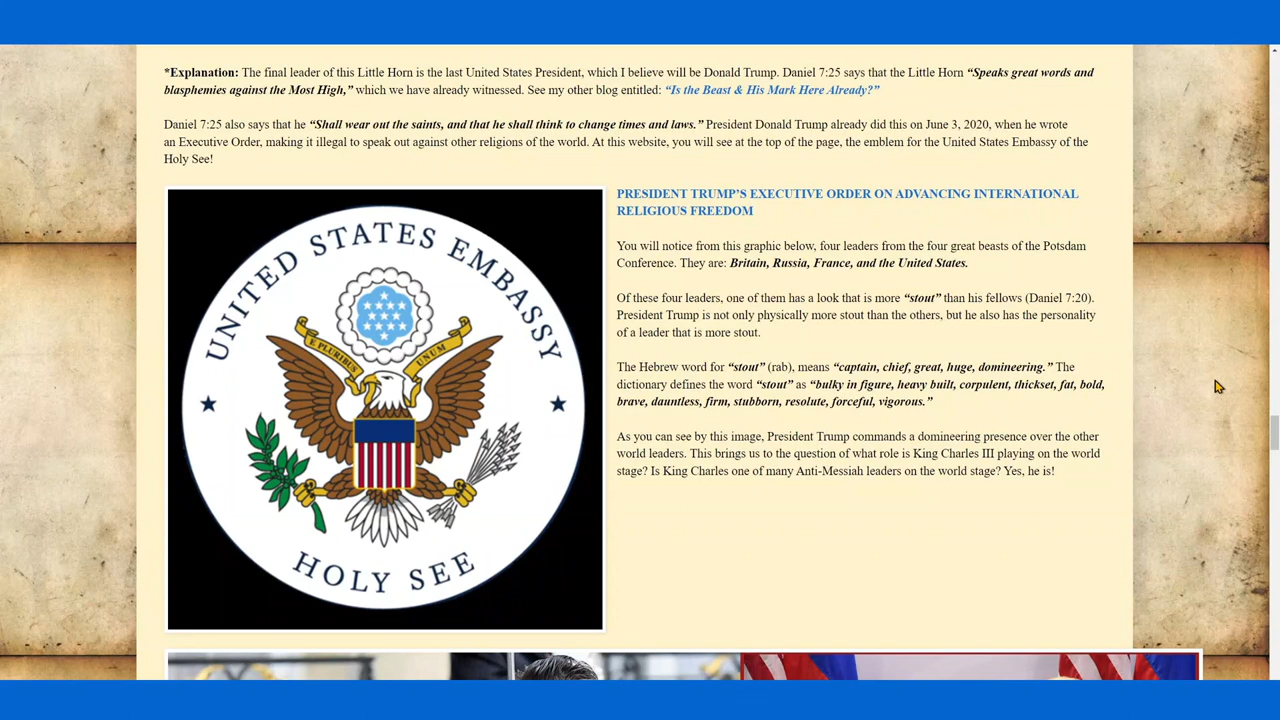 *Explanation: The final leader of this Little Horn is the last United States President, which I believe will be Donald Trump. Daniel 7:25 says that the Little Horn “Speaks great words and
blasphemies against the Most High,” which we have already witnessed. See my other blog entitled: “Is the Beast & His Mark Here Already?”
Daniel 7:25 also says that he “Shall wear out the saints, and that he shall think to change times and laws.” President Donald Trump already did this on June 3, 2020, when he wrote
an Executive Order, making it illegal to speak out against other religions of the world. At this website, you will see at the top of the page, the emblem for the United States Embassy of the
Holy See!
UNITED STATES EMBASSY
E PLURIBUS UNUM
HOLY SEE
PRESIDENT TRUMP’S EXECUTIVE ORDER ON ADVANCING INTERNATIONAL
RELIGIOUS FREEDOM
You will notice from this graphic below, four leaders from the four great beasts of the Potsdam
Conference. They are: Britain, Russia, France, and the United States.
Of these four leaders, one of them has a look that is more “stout” than his fellows (Daniel 7:20).
President Trump is not only physically more stout than the others, but he also has the personality
of a leader that is more stout.
The Hebrew word for “stout” (rab), means “captain, chief, great, huge, domineering.” The
dictionary defines the word “stout” as “bulky in figure, heavy built, corpulent, thickset, fat, bold,
brave, dauntless, firm, stubborn, resolute, forceful, vigorous.”
As you can see by this image, President Trump commands a domineering presence over the other
world leaders. This brings us to the question of what role is King Charles III playing on the world
stage? Is King Charles one of many Anti-Messiah leaders on the world stage? Yes, he is!